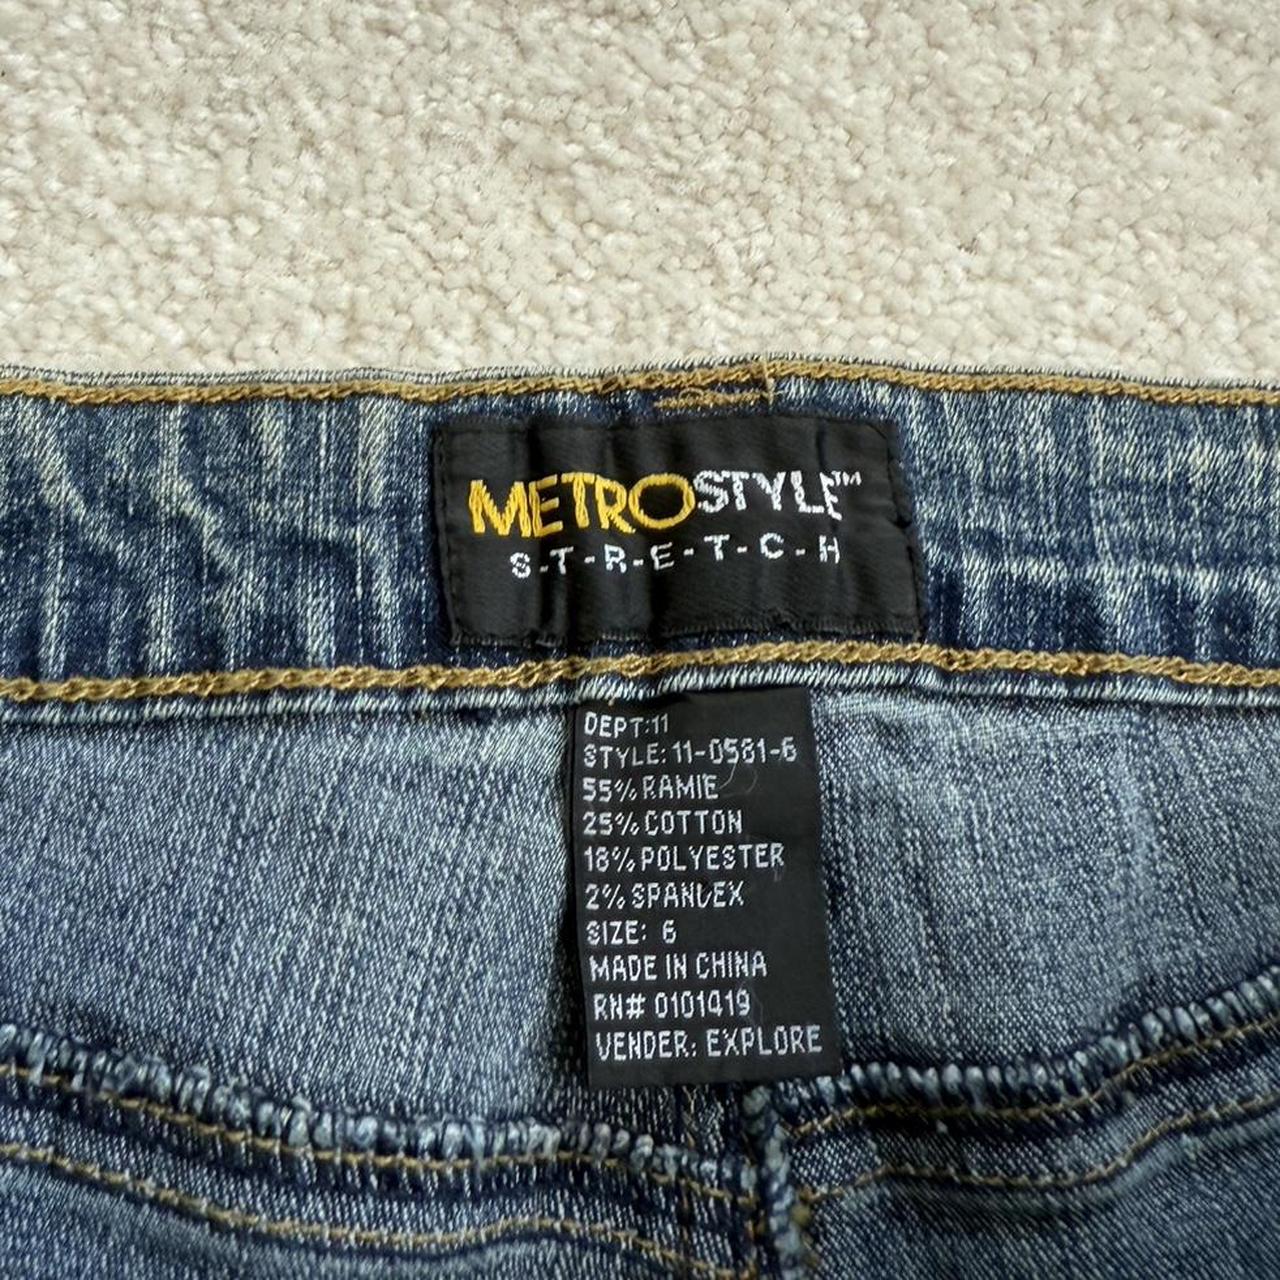 METROSTYLE™
S-T-R-E-T-C-H
DEPT:11
STYLE: 11-0581-6
55% RAMIE
25% COTTON
18% POLYESTER
2% SPANDEX
SIZE: 6
MADE IN CHINA
RN# 0101419
VENDER: EXPLORE